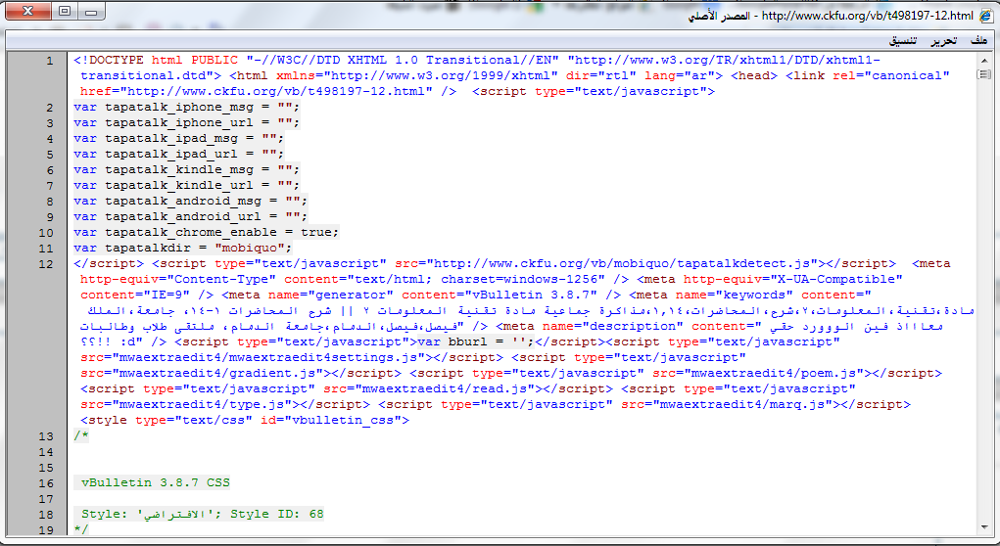 http://www.ckfu.org/vb/t498197-12.html - المصدر الأصلي
ملف تحرير تنسيق
1 <!DOCTYPE html PUBLIC "-//W3C//DTD XHTML 1.0 Transitional//EN" "http://www.w3.org/TR/xhtml1/DTD/xhtml1-
transitional.dtd"> <html xmlns="http://www.w3.org/1999/xhtml" dir="rtl" lang="ar"> <head> <link rel="canonical"
href="http://www.ckfu.org/vb/t498197-12.html" /> <script type="text/javascript">
2 var tapatalk_iphone_msg = "";
3 var tapatalk_iphone_url = "";
4 var tapatalk_ipad_msg = "";
5 var tapatalk_ipad_url = "";
6 var tapatalk_kindle_msg = "";
7 var tapatalk_kindle_url = "";
8 var tapatalk_android_msg = "";
9 var tapatalk_android_url = "";
10 var tapatalk_chrome_enable = true;
11 var tapatalkdir = "mobiquo";
12 </script> <script type="text/javascript" src="http://www.ckfu.org/vb/mobiquo/tapatalkdetect.js"></script> <meta
http-equiv="Content-Type" content="text/html; charset=windows-1256" /> <meta http-equiv="X-UA-Compatible"
content="IE=9" /> <meta name="generator" content="vBulletin 3.8.7" /> <meta name="keywords" content="
مادة،تقنية،المعلومات،٢،شرح،المحاضرات،١,١٤،مذاكرة جماعية مادة تقنية المعلومات ٢ || شرح المحاضرات ١-١٤، جامعة،الملك
فيصل،فيصل،الدمام،جامعة الدمام، ملتقى طلاب وطالبات" /> <meta name="description" content=" معاااذ فين الوووورد حقي
؟؟!! :d" /> <script type="text/javascript">var bburl = '';</script><script type="text/javascript"
src="mwaextraedit4/mwaextraedit4settings.js"></script> <script type="text/javascript"
src="mwaextraedit4/gradient.js"></script> <script type="text/javascript" src="mwaextraedit4/poem.js"></script>
<script type="text/javascript" src="mwaextraedit4/read.js"></script> <script type="text/javascript"
src="mwaextraedit4/type.js"></script> <script type="text/javascript" src="mwaextraedit4/marq.js"></script>
<style type="text/css" id="vbulletin_css">
13 /*
14
15
16 vBulletin 3.8.7 CSS
17
18 Style: 'الافتراضي'; Style ID: 68
19 */